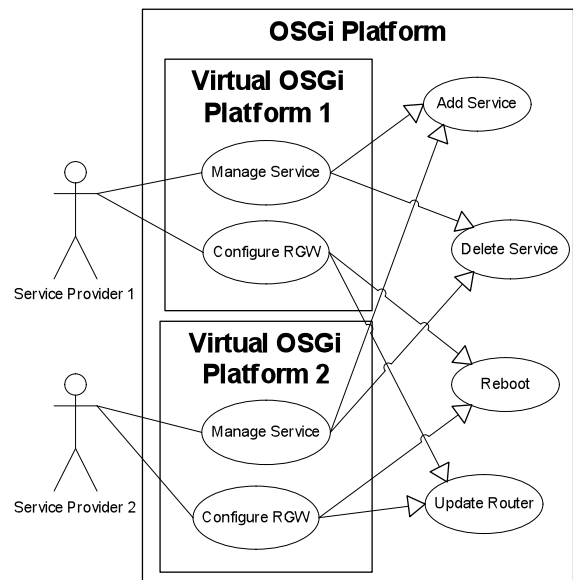 OSGi Platform
Virtual OSGi
Platform 1
Add Service
Manage Service
Delete Service
Configure RGW
Service Provider 1
Virtual OSGi
Platform 2
Reboot
Manage Service
Update Router
Configure RGW
Service Provider 2